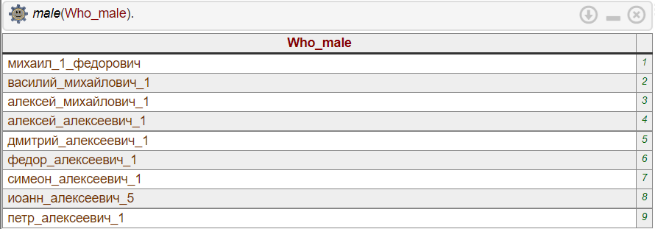 male(Who_male).
Who_male
михаил_1_федорович 1
василий_михайлович_1 2
алексей_михайлович_1 3
алексей_алексеевич_1 4
дмитрий_алексеевич_1 5
федор_алексеевич_1 6
симеон_алексеевич_1 7
иоанн_алексеевич_5 8
петр_алексеевич_1 9